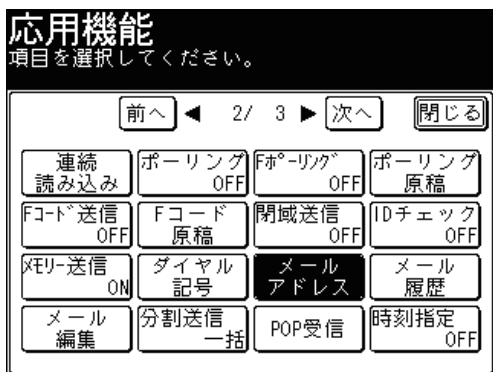 応用機能
項目を選択してください。
前へ ◀ 2/ 3 ▶ 次へ 閉じる
連続
読み込み
ポーリング
OFF
Fﾎﾟｰﾘﾝｸﾞ
OFF
ポーリング
原稿
Fｺｰﾄﾞ送信
OFF
Fコード
原稿
閉域送信
OFF
IDチェック
OFF
ﾒﾓﾘｰ送信
ON
ダイヤル
記号
メール
アドレス
メール
履歴
メール
編集
分割送信
一括
POP受信
時刻指定
OFF